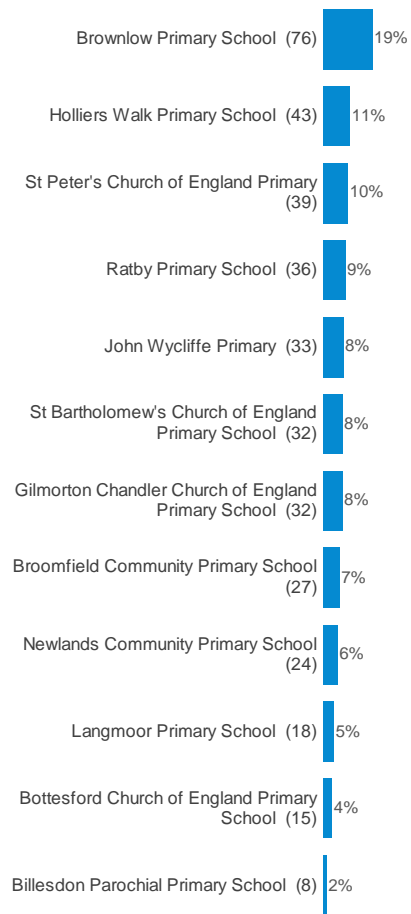 Brownlow Primary School (76) 19%
Holliers Walk Primary School (43) 11%
St Peter's Church of England Primary
(39) 10%
Ratby Primary School (36) 9%
John Wycliffe Primary (33) 8%
St Bartholomew's Church of England
Primary School (32) 8%
Gilmorton Chandler Church of England
Primary School (32) 8%
Broomfield Community Primary School
(27) 7%
Newlands Community Primary School
(24) 6%
Langmoor Primary School (18) 5%
Bottesford Church of England Primary
School (15) 4%
Billesdon Parochial Primary School (8) 2%